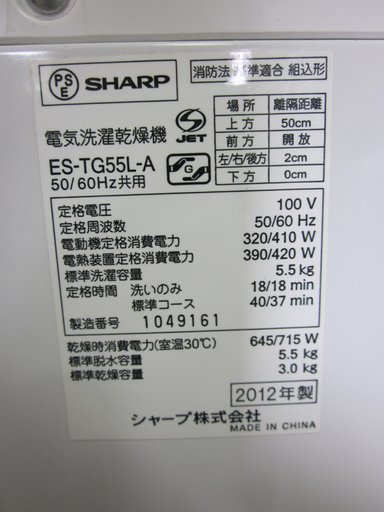 PS
E
SHARP
消防法基準適合 組込形
電気洗濯乾燥機
S
JET
ES-TG55L-A
50/60Hz共用
G
場所 離隔距離
上方 50cm
前方 開放
左/右/後方 2cm
下方 0cm
定格電圧 100 V
定格周波数 50/60 Hz
電動機定格消費電力 320/410 W
電熱装置定格消費電力 390/420 W
標準洗濯容量 5.5 kg
定格時間 洗いのみ 18/18 min
標準コース 40/37 min
製造番号 1049161
乾燥時消費電力(室温30℃) 645/715 W
標準脱水容量 5.5 kg
標準乾燥容量 3.0 kg
2012年製
シャープ株式会社
MADE IN CHINA